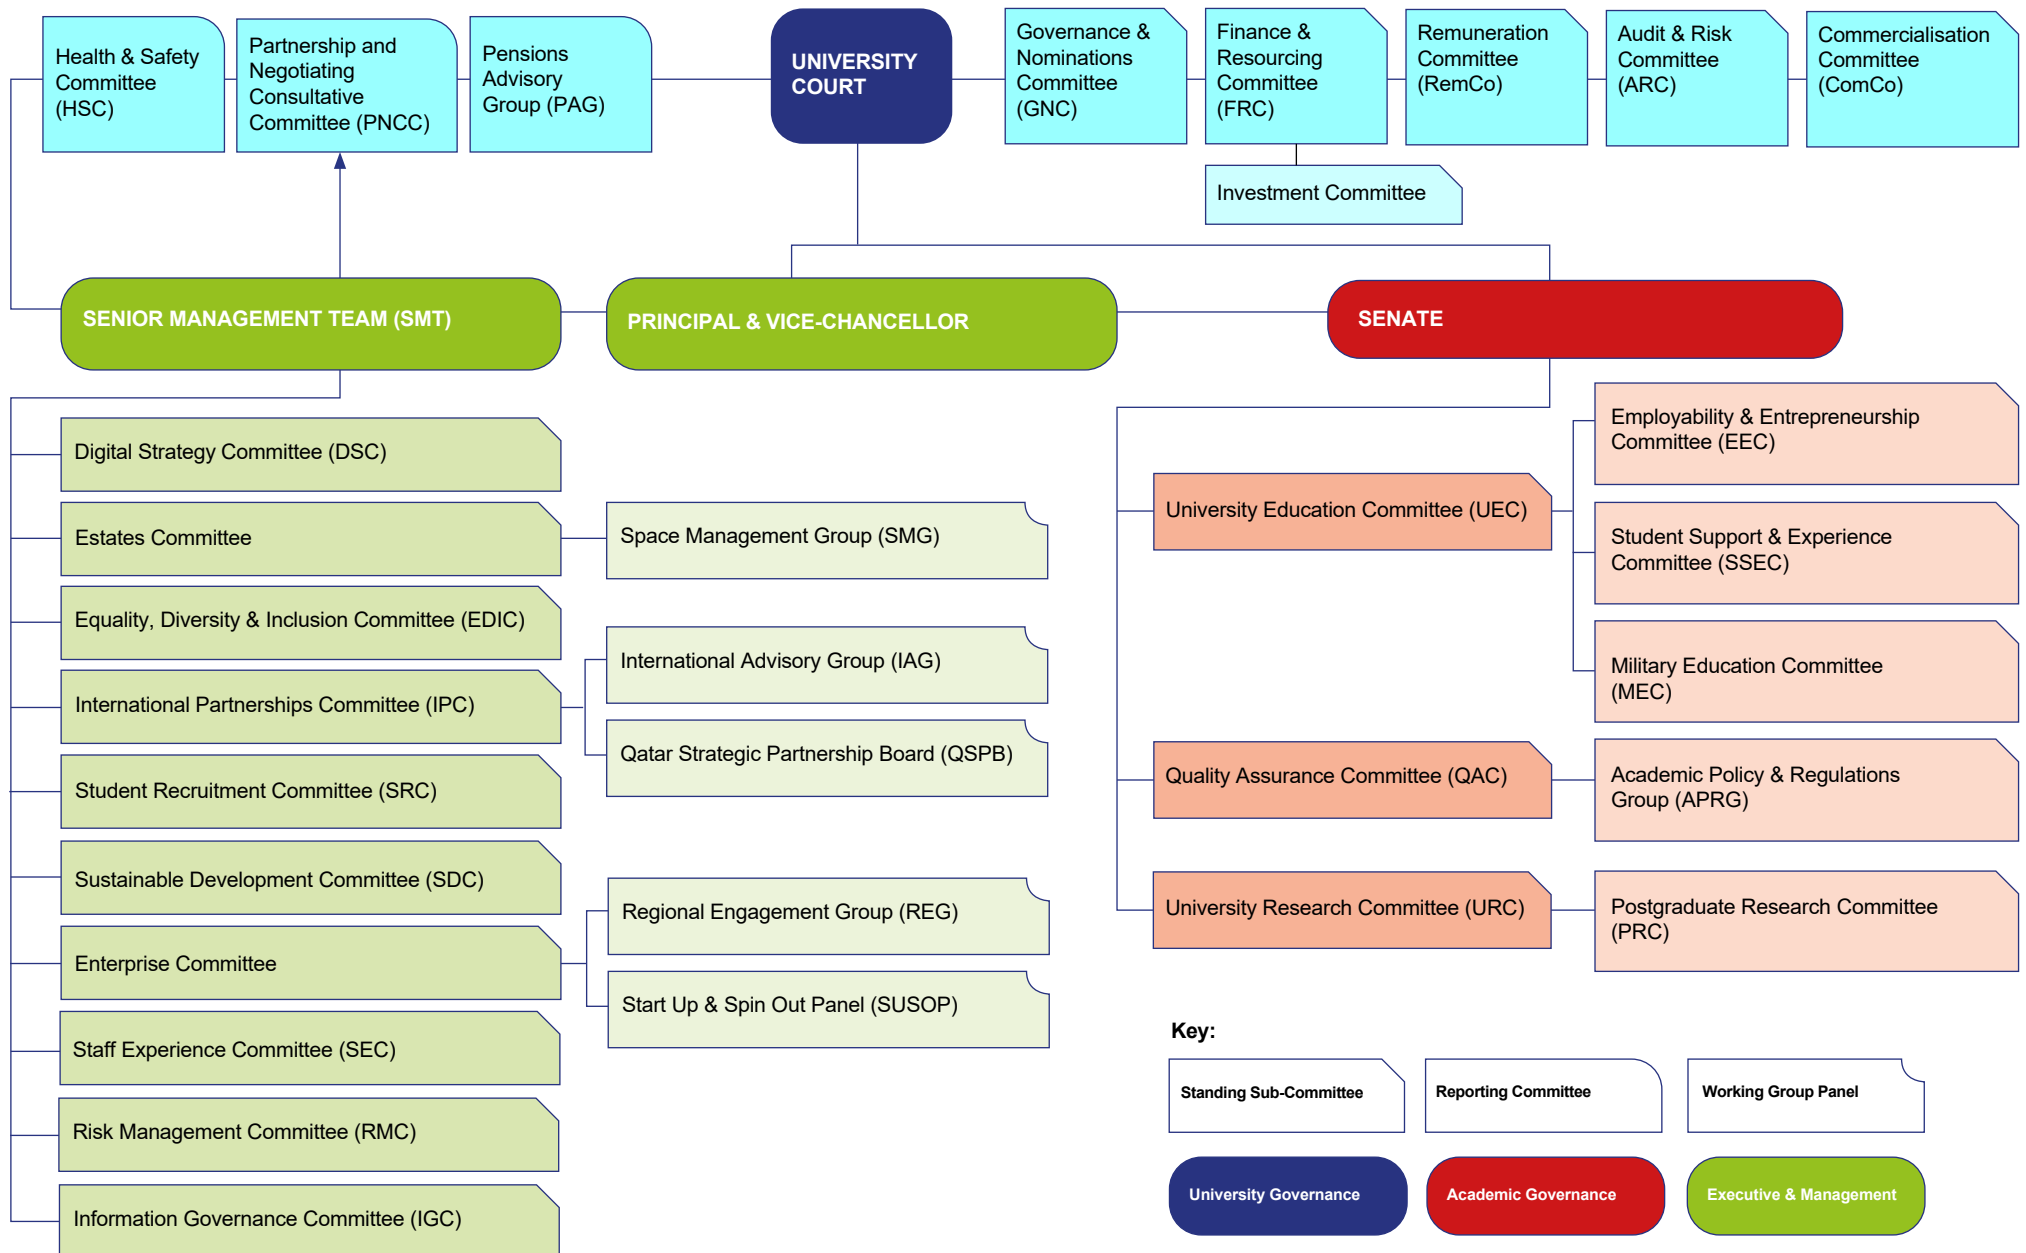 Health & Safety
Committee
(HSC)
Partnership and
Negotiating
Consultative
Committee (PNCC)
Pensions
Advisory
Group (PAG)
UNIVERSITY
COURT
Governance &
Nominations
Committee
(GNC)
Finance &
Resourcing
Committee
(FRC)
Remuneration
Committee
(RemCo)
Audit & Risk
Committee
(ARC)
Commercialisation
Committee
(ComCo)
Investment Committee
SENIOR MANAGEMENT TEAM (SMT)
PRINCIPAL & VICE-CHANCELLOR
SENATE
Digital Strategy Committee (DSC)
Estates Committee
Space Management Group (SMG)
Equality, Diversity & Inclusion Committee (EDIC)
International Partnerships Committee (IPC)
International Advisory Group (IAG)
Qatar Strategic Partnership Board (QSPB)
Student Recruitment Committee (SRC)
Sustainable Development Committee (SDC)
Enterprise Committee
Regional Engagement Group (REG)
Start Up & Spin Out Panel (SUSOP)
Staff Experience Committee (SEC)
Risk Management Committee (RMC)
Information Governance Committee (IGC)
University Education Committee (UEC)
Employability & Entrepreneurship
Committee (EEC)
Student Support & Experience
Committee (SSEC)
Military Education Committee
(MEC)
Quality Assurance Committee (QAC)
Academic Policy & Regulations
Group (APRG)
University Research Committee (URC)
Postgraduate Research Committee
(PRC)
Key:
Standing Sub-Committee
Reporting Committee
Working Group Panel
University Governance
Academic Governance
Executive & Management